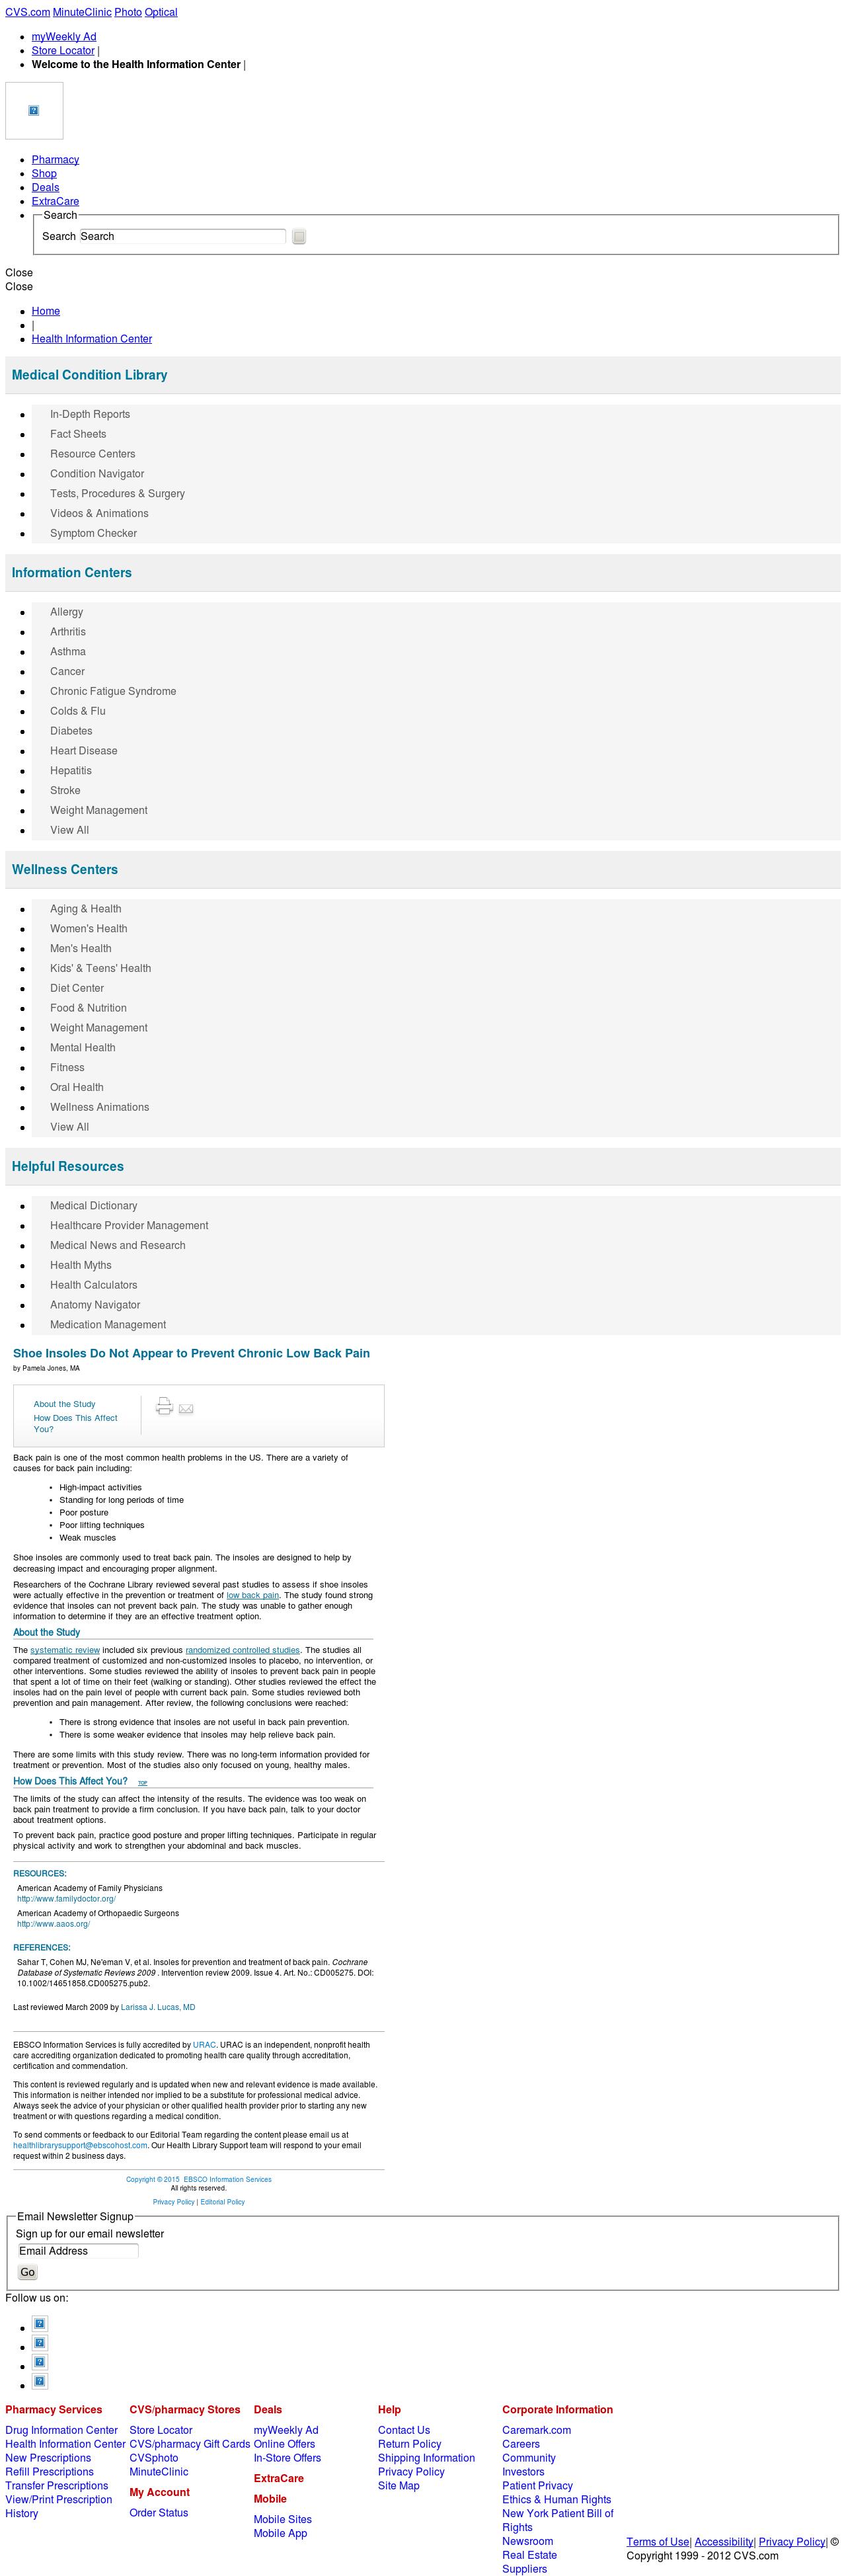 CVS.com MinuteClinic Photo Optical
myWeekly Ad
Store Locator |
Welcome to the Health Information Center |
Pharmacy
Shop
Deals
ExtraCare
Search
Search Search
Close
Close
Home
|
Health Information Center
Medical Condition Library
In-Depth Reports
Fact Sheets
Resource Centers
Condition Navigator
Tests, Procedures & Surgery
Videos & Animations
Symptom Checker
Information Centers
Allergy
Arthritis
Asthma
Cancer
Chronic Fatigue Syndrome
Colds & Flu
Diabetes
Heart Disease
Hepatitis
Stroke
Weight Management
View All
Wellness Centers
Aging & Health
Women's Health
Men's Health
Kids' & Teens' Health
Diet Center
Food & Nutrition
Weight Management
Mental Health
Fitness
Oral Health
Wellness Animations
View All
Helpful Resources
Medical Dictionary
Healthcare Provider Management
Medical News and Research
Health Myths
Health Calculators
Anatomy Navigator
Medication Management
Shoe Insoles Do Not Appear to Prevent Chronic Low Back Pain
by Pamela Jones, MA
About the Study
How Does This Affect
You?
Back pain is one of the most common health problems in the US. There are a variety of
causes for back pain including:
High-impact activities
Standing for long periods of time
Poor posture
Poor lifting techniques
Weak muscles
Shoe insoles are commonly used to treat back pain. The insoles are designed to help by
decreasing impact and encouraging proper alignment.
Researchers of the Cochrane Library reviewed several past studies to assess if shoe insoles
were actually effective in the prevention or treatment of low back pain. The study found strong
evidence that insoles can not prevent back pain. The study was unable to gather enough
information to determine if they are an effective treatment option.
About the Study
The systematic review included six previous randomized controlled studies. The studies all
compared treatment of customized and non-customized insoles to placebo, no intervention, or
other interventions. Some studies reviewed the ability of insoles to prevent back pain in people
that spent a lot of time on their feet (walking or standing). Other studies reviewed the effect the
insoles had on the pain level of people with current back pain. Some studies reviewed both
prevention and pain management. After review, the following conclusions were reached:
There is strong evidence that insoles are not useful in back pain prevention.
There is some weaker evidence that insoles may help relieve back pain.
There are some limits with this study review. There was no long-term information provided for
treatment or prevention. Most of the studies also only focused on young, healthy males.
How Does This Affect You? TOP
The limits of the study can affect the intensity of the results. The evidence was too weak on
back pain treatment to provide a firm conclusion. If you have back pain, talk to your doctor
about treatment options.
To prevent back pain, practice good posture and proper lifting techniques. Participate in regular
physical activity and work to strengthen your abdominal and back muscles.
RESOURCES:
American Academy of Family Physicians
http://www.familydoctor.org/
American Academy of Orthopaedic Surgeons
http://www.aaos.org/
REFERENCES:
Sahar T, Cohen MJ, Ne'eman V, et al. Insoles for prevention and treatment of back pain. Cochrane
Database of Systematic Reviews 2009 . Intervention review 2009. Issue 4. Art. No.: CD005275. DOI:
10.1002/14651858.CD005275.pub2.
Last reviewed March 2009 by Larissa J. Lucas, MD
EBSCO Information Services is fully accredited by URAC. URAC is an independent, nonprofit health
care accrediting organization dedicated to promoting health care quality through accreditation,
certification and commendation.
This content is reviewed regularly and is updated when new and relevant evidence is made available.
This information is neither intended nor implied to be a substitute for professional medical advice.
Always seek the advice of your physician or other qualified health provider prior to starting any new
treatment or with questions regarding a medical condition.
To send comments or feedback to our Editorial Team regarding the content please email us at
healthlibrarysupport@ebscohost.com. Our Health Library Support team will respond to your email
request within 2 business days.
Copyright © 2015 EBSCO Information Services
All rights reserved.
Privacy Policy | Editorial Policy
Email Newsletter Signup
Sign up for our email newsletter
Email Address
Go
Follow us on:
Pharmacy Services
Drug Information Center
Health Information Center
New Prescriptions
Refill Prescriptions
Transfer Prescriptions
View/Print Prescription
History
CVS/pharmacy Stores
Store Locator
CVS/pharmacy Gift Cards
CVSphoto
MinuteClinic
My Account
Order Status
Deals
myWeekly Ad
Online Offers
In-Store Offers
ExtraCare
Mobile
Mobile Sites
Mobile App
Help
Contact Us
Return Policy
Shipping Information
Privacy Policy
Site Map
Corporate Information
Caremark.com
Careers
Community
Investors
Patient Privacy
Ethics & Human Rights
New York Patient Bill of
Rights
Newsroom
Real Estate
Suppliers
Terms of Use| Accessibility| Privacy Policy| ©
Copyright 1999 - 2012 CVS.com